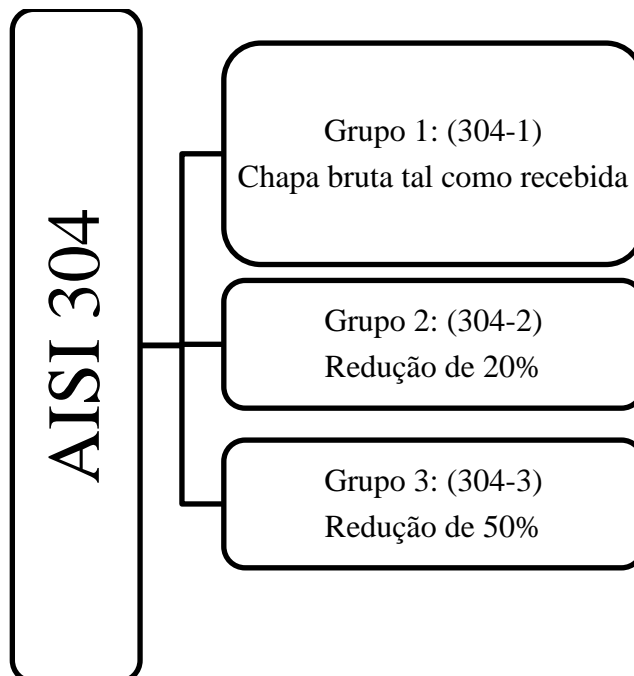 AISI 304
Grupo 1: (304-1)
Chapa bruta tal como recebida
Grupo 2: (304-2)
Redução de 20%
Grupo 3: (304-3)
Redução de 50%